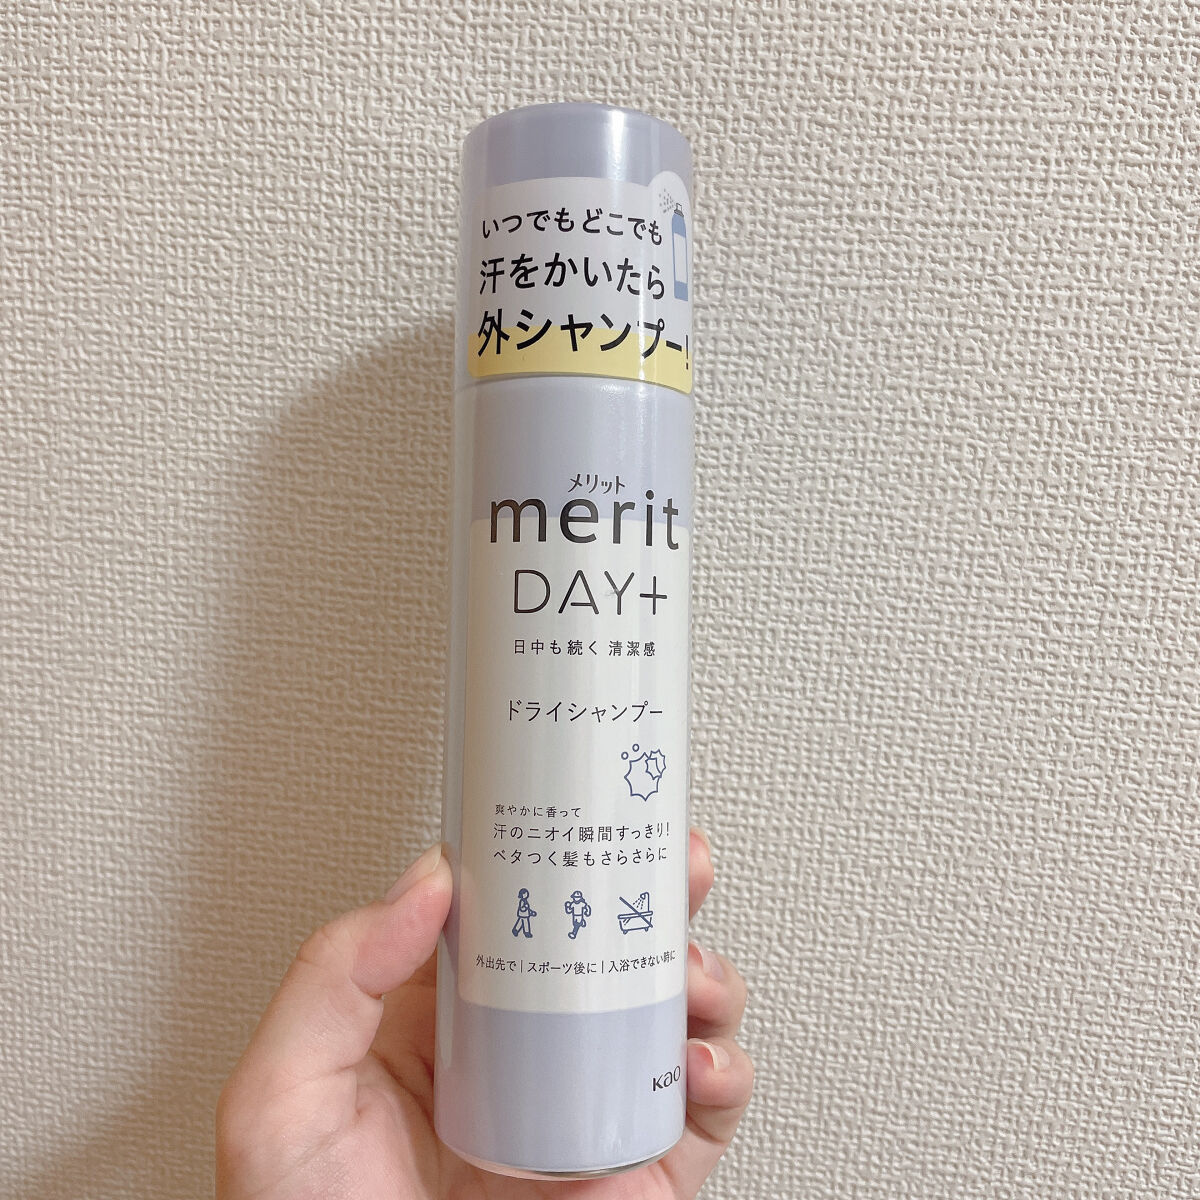 いつでもどこでも
汗をかいたら
外シャンプー!
メリット
merit
DAY+
日中も続く 清潔感
ドライシャンプー
爽やかに香って
汗のニオイ瞬間すっきり!
ベタつく髪もさらさらに
外出先で|スポーツ後に|入浴できない時に
Kao